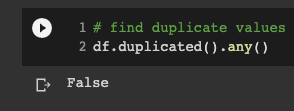 1 # find duplicate values
2 df.duplicated().any()
False